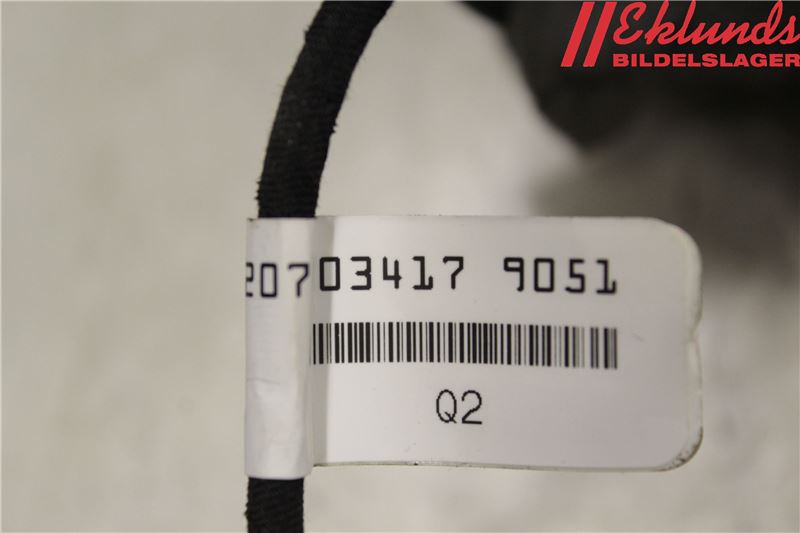 Eklunds
BILDELSLAGER
20703417 9051
Q2